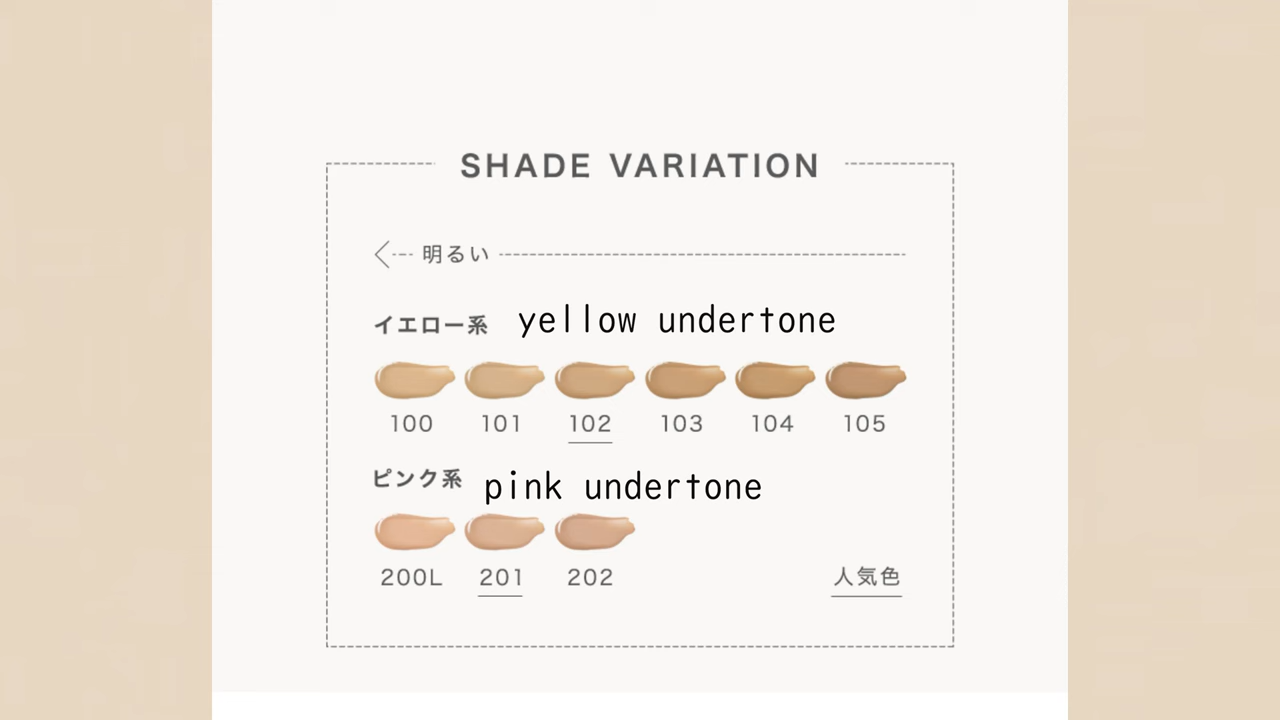 SHADE VARIATION
明るい
イエロー系 yellow undertone
100 101 102 103 104 105
ピンク系 pink undertone
200L 201 202 人気色